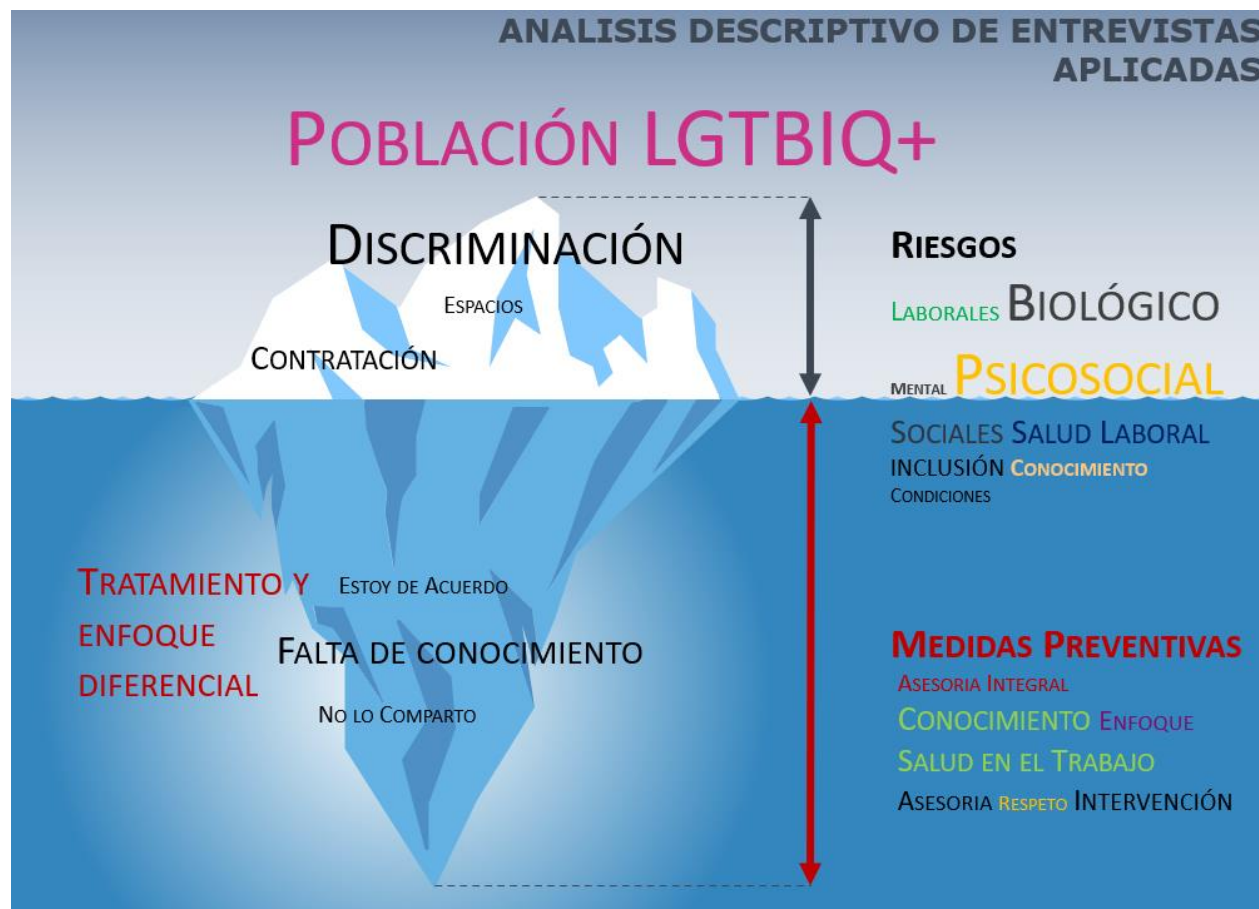 ANALISIS DESCRIPTIVO DE ENTREVISTAS
APLICADAS
POBLACIÓN LGTBIQ+
DISCRIMINACIÓN
ESPACIOS
CONTRATACIÓN
RIESGOS
LABORALES BIOLÓGICO
MENTAL PSICOSOCIAL
SOCIALES SALUD LABORAL
INCLUSIÓN CONOCIMIENTO
CONDICIONES
TRATAMIENTO Y
ENFOQUE
DIFERENCIAL
ESTOY DE ACUERDO
FALTA DE CONOCIMIENTO
NO LO COMPARTO
MEDIDAS PREVENTIVAS
ASESORIA INTEGRAL
CONOCIMIENTO ENFOQUE
SALUD EN EL TRABAJO
ASESORIA RESPETO INTERVENCIÓN